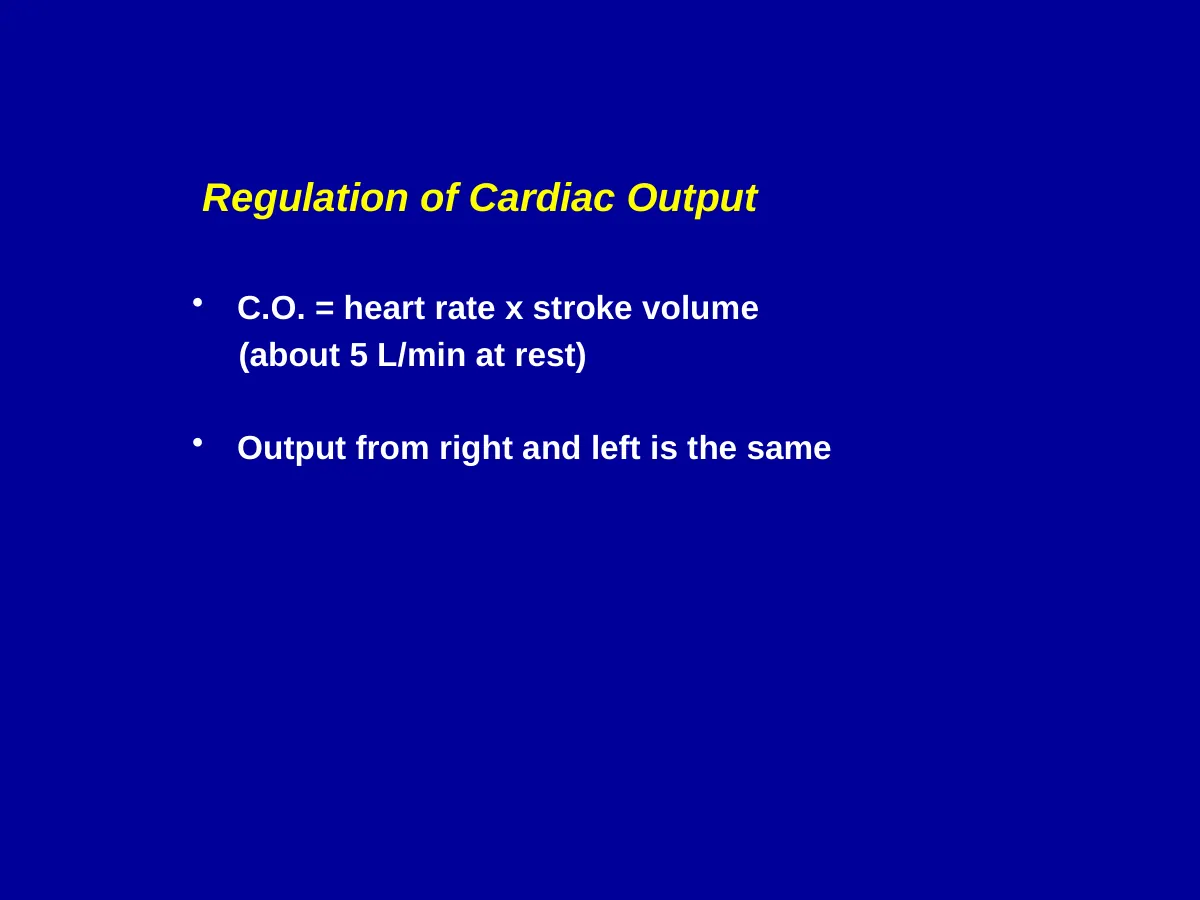 Regulation of Cardiac Output
• C.O. = heart rate x stroke volume
(about 5 L/min at rest)
• Output from right and left is the same